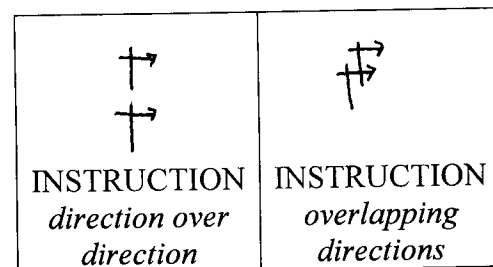 INSTRUCTION
direction over
direction
INSTRUCTION
overlapping
directions